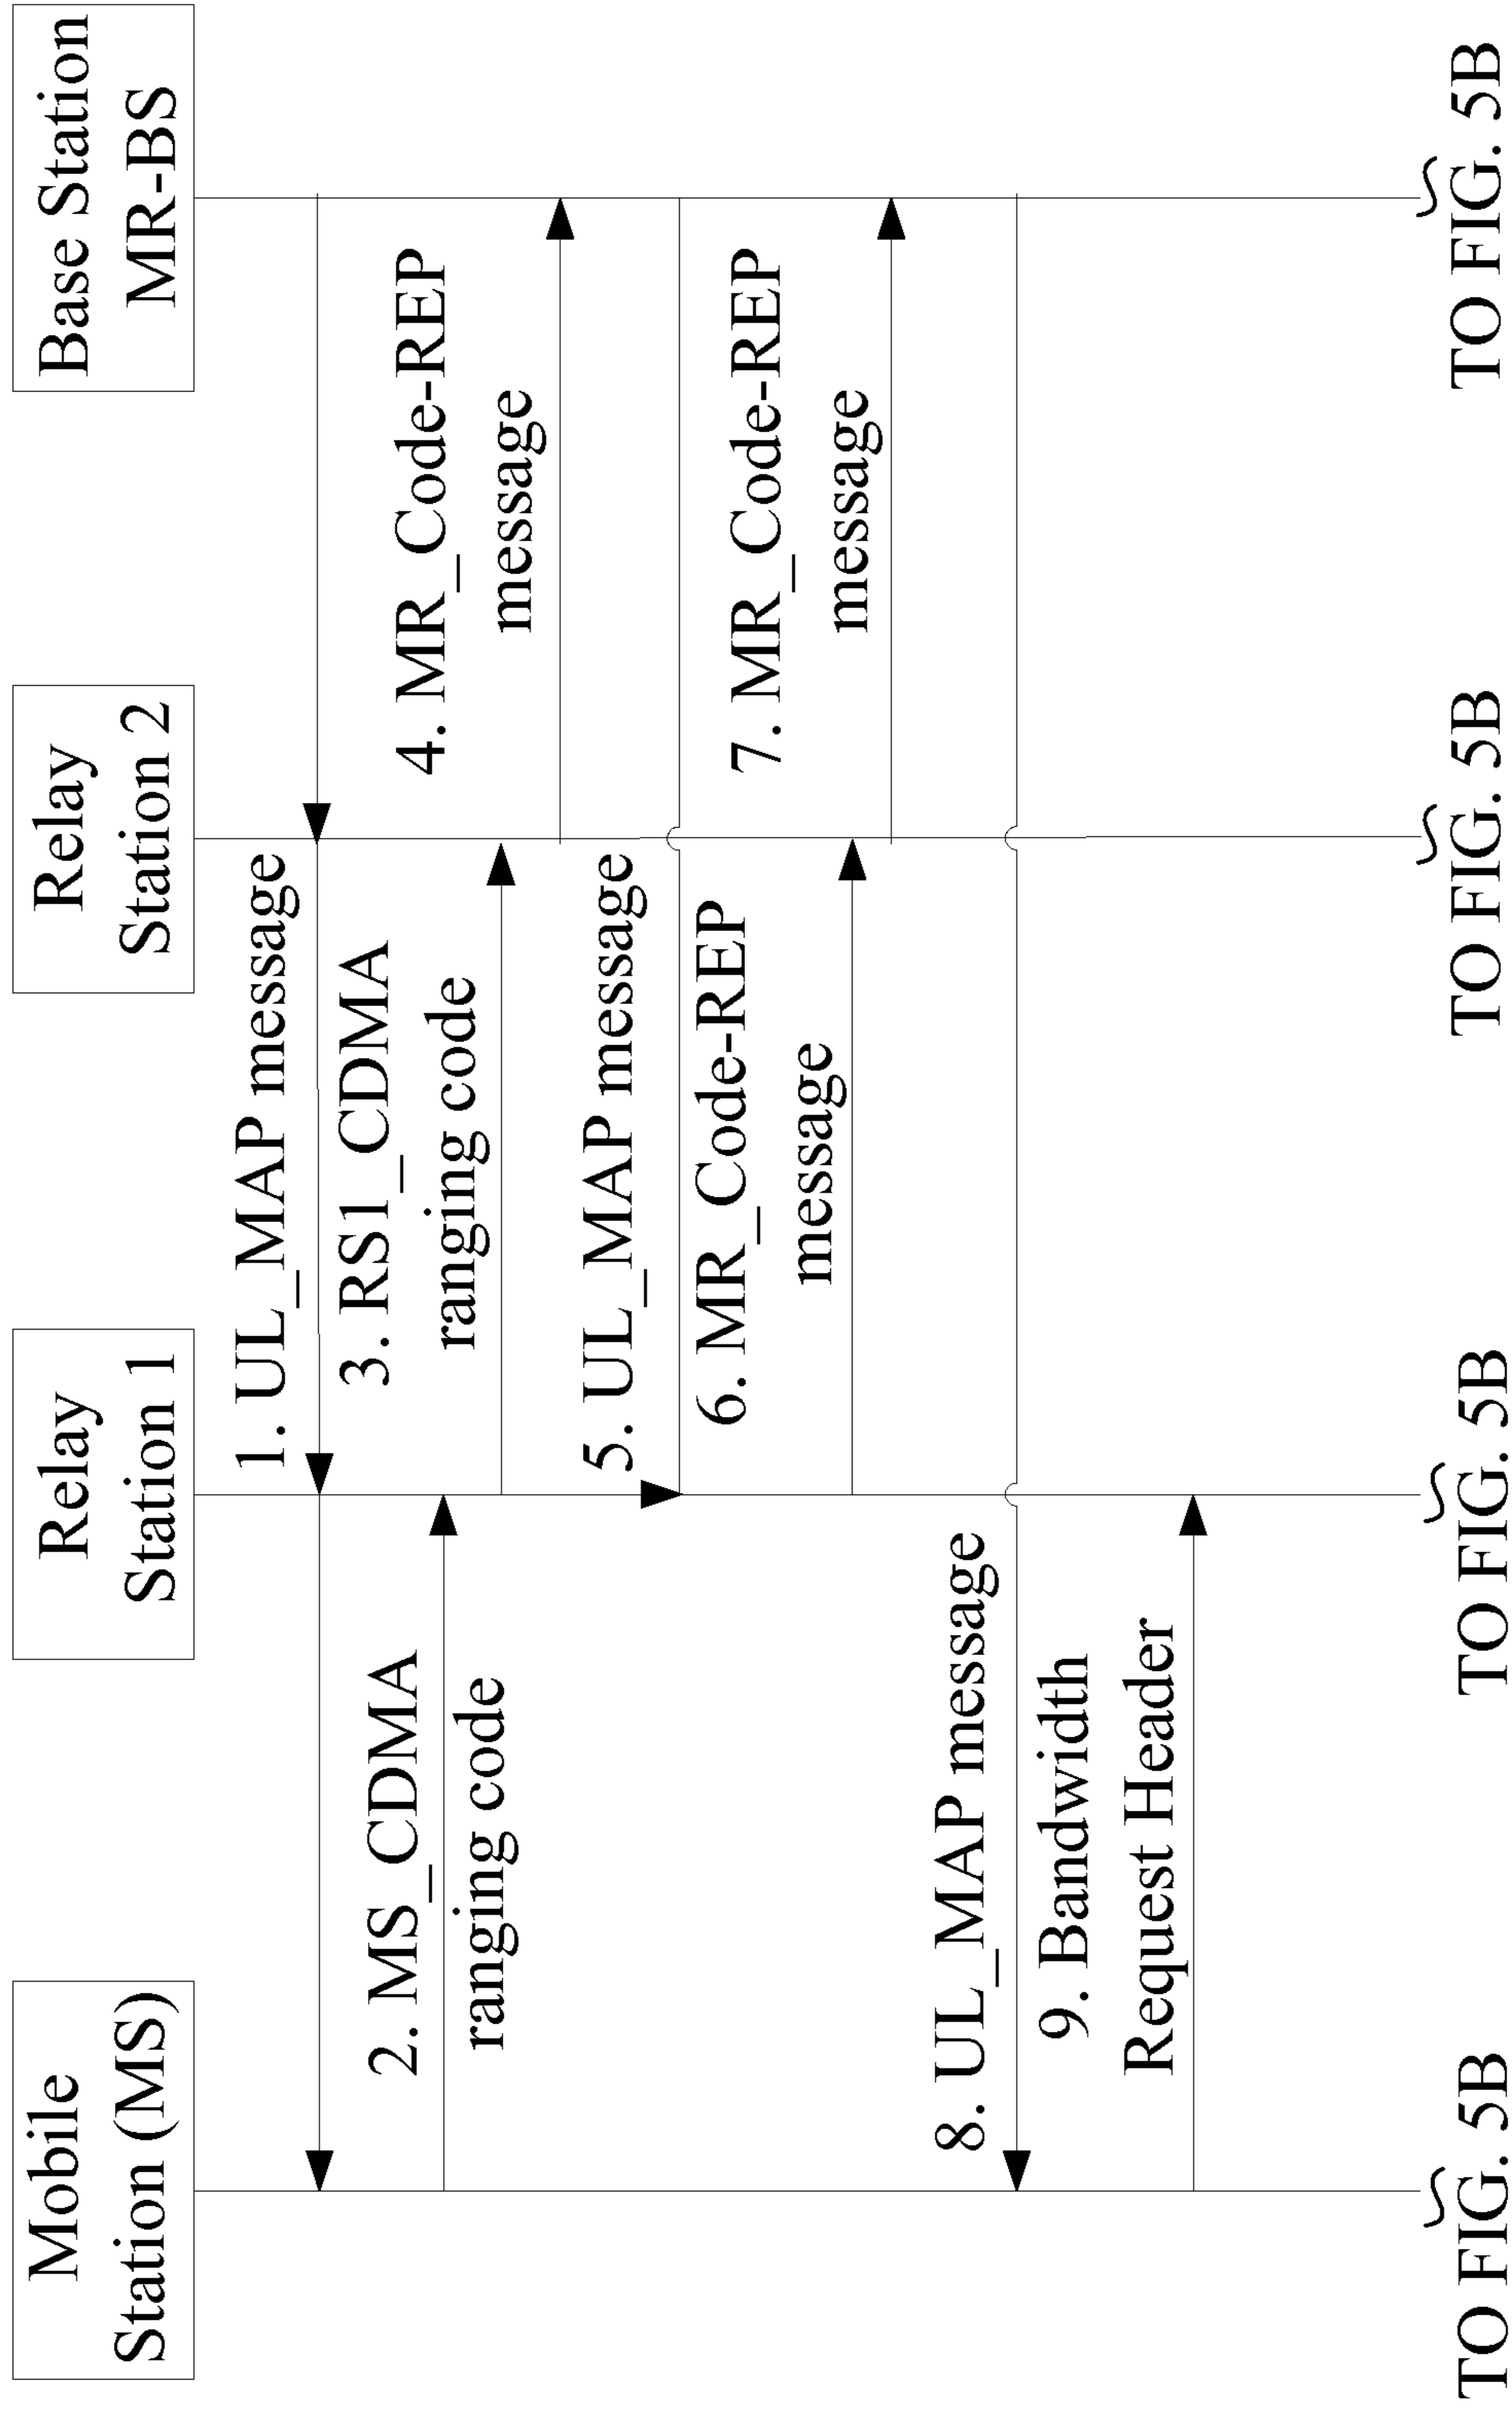 Mobile
Station (MS)
Relay
Station 1
Relay
Station 2
Base Station
MR-BS
1. UL_MAP message
2. MS_CDMA
ranging code
3. RS1_CDMA
ranging code
4. MR_Code-REP
message
5. UL_MAP message
6. MR_Code-REP
message
7. MR_Code-REP
message
8. UL_MAP message
9. Bandwidth
Request Header
TO FIG. 5B
TO FIG. 5B
TO FIG. 5B
TO FIG. 5B